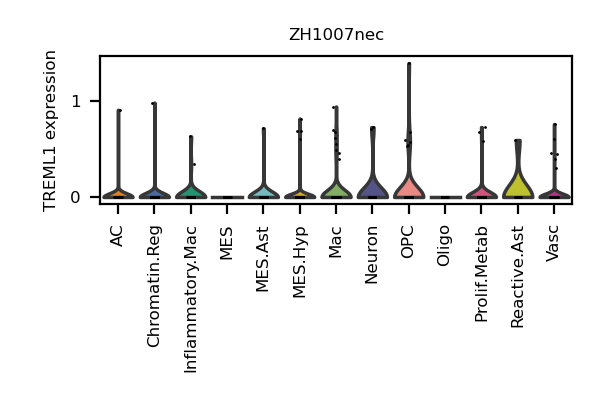 ZH1007nec
TREML1 expression
1
0
AC
Chromatin.Reg
Inflammatory.Mac
MES
MES.Ast
MES.Hyp
Mac
Neuron
OPC
Oligo
Prolif.Metab
Reactive.Ast
Vasc